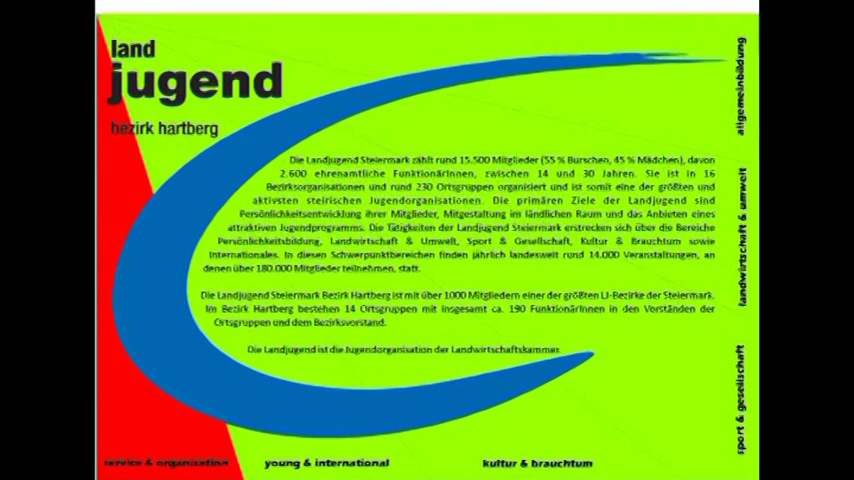 land
jugend
bezirk hartberg
Die Landjugend Steiermark zählt rund 15.500 Mitglieder (55 % Burschen, 45 % Mädchen), davon
2.600 ehrenamtliche FunktionärInnen, zwischen 14 und 30 Jahren. Sie ist in 16
Bezirksorganisationen und rund 230 Ortsgruppen organisiert und ist somit eine der größten und
aktivsten steirischen Jugendorganisationen. Die primären Ziele der Landjugend sind
Persönlichkeitsentwicklung ihrer Mitglieder, Mitgestaltung im ländlichen Raum und das Anbieten eines
attraktiven Jugendprogramms. Die Tätigkeiten der Landjugend Steiermark erstrecken sich über die Bereiche
Persönlichkeitsbildung, Landwirtschaft & Umwelt, Sport & Gesellschaft, Kultur & Brauchtum sowie
Internationales. In diesen Schwerpunktbereichen finden jährlich landesweit rund 14.000 Veranstaltungen, an
denen über 180.000 Mitglieder teilnehmen, statt.
Die Landjugend Steiermark Bezirk Hartberg ist mit über 1000 Mitgliedern einer der größten LJ-Bezirke der Steiermark.
Im Bezirk Hartberg bestehen 14 Ortsgruppen mit insgesamt ca. 190 FunktionärInnen in den Vorständen der
Ortsgruppen und dem Bezirksvorstand.
Die Landjugend ist die Jugendorganisation der Landwirtschaftskammer.
allgemeinbildung
landwirtschaft & umwelt
sport & gesellschaft
service & organisation
young & international
kultur & brauchtum